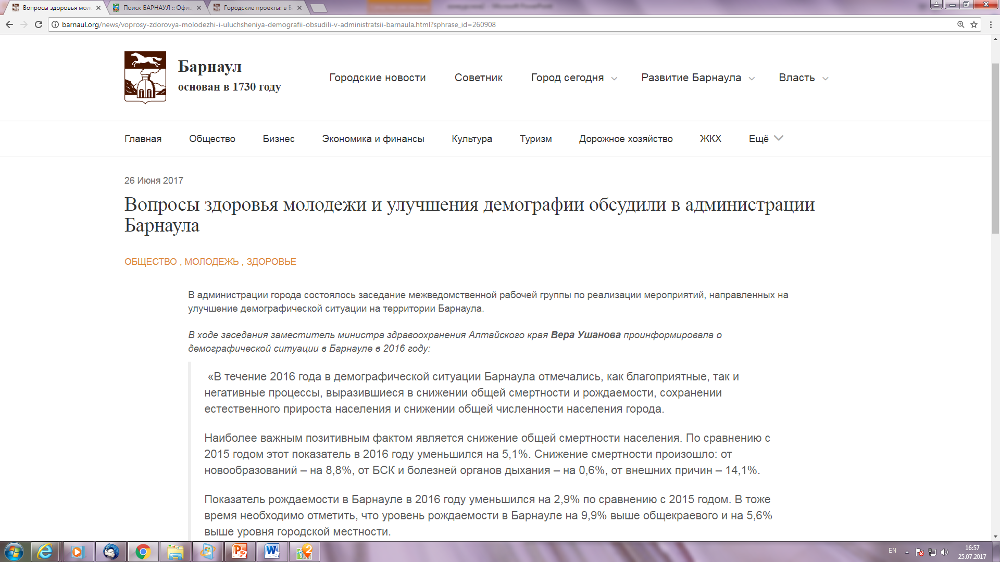 Вопросы здоровья мол
Поиск БАРНАУЛ :: Офиц
Городские проекты: в Б
barnaul.org/news/voprosy-zdorovya-molodezhi-i-uluchsheniya-demografii-obsudili-v-administratsii-barnaula.html?sphrase_id=260908
Барнаул
основан в 1730 году
Городские новости Советник Город сегодня Развитие Барнаула Власть
Главная Общество Бизнес Экономика и финансы Культура Туризм Дорожное хозяйство ЖКХ Ещё
26 Июня 2017
Вопросы здоровья молодежи и улучшения демографии обсудили в администрации
Барнаула
ОБЩЕСТВО , МОЛОДЕЖЬ , ЗДОРОВЬЕ
В администрации города состоялось заседание межведомственной рабочей группы по реализации мероприятий, направленных на
улучшение демографической ситуации на территории Барнаула.
В ходе заседания заместитель министра здравоохранения Алтайского края Вера Ушанова проинформировала о
демографической ситуации в Барнауле в 2016 году:
«В течение 2016 года в демографической ситуации Барнаула отмечались, как благоприятные, так и
негативные процессы, выразившиеся в снижении общей смертности и рождаемости, сохранении
естественного прироста населения и снижении общей численности населения города.
Наиболее важным позитивным фактом является снижение общей смертности населения. По сравнению с
2015 годом этот показатель в 2016 году уменьшился на 5,1%. Снижение смертности произошло: от
новообразований – на 8,8%, от БСК и болезней органов дыхания – на 0,6%, от внешних причин – 14,1%.
Показатель рождаемости в Барнауле в 2016 году уменьшился на 2,9% по сравнению с 2015 годом. В тоже
время необходимо отметить, что уровень рождаемости в Барнауле на 9,9% выше общекраевого и на 5,6%
выше уровня городской местности.
EN
16:57
25.07.2017